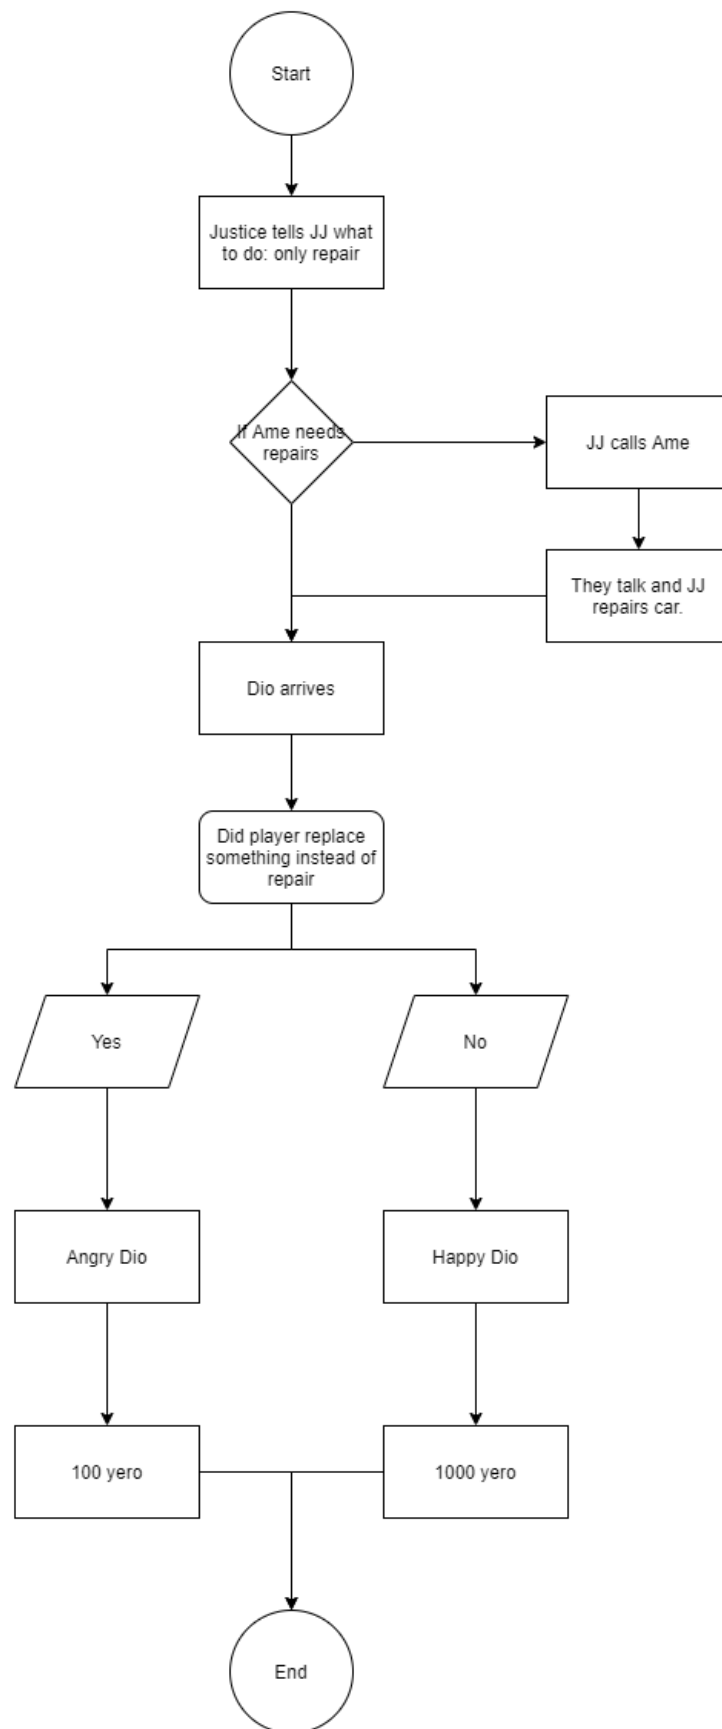 Start
Justice tells JJ what
to do: only repair
If Ame needs
repairs
JJ calls Ame
They talk and JJ
repairs car.
Dio arrives
Did player replace
something instead of
repair
Yes
No
Angry Dio
Happy Dio
100 yero
1000 yero
End